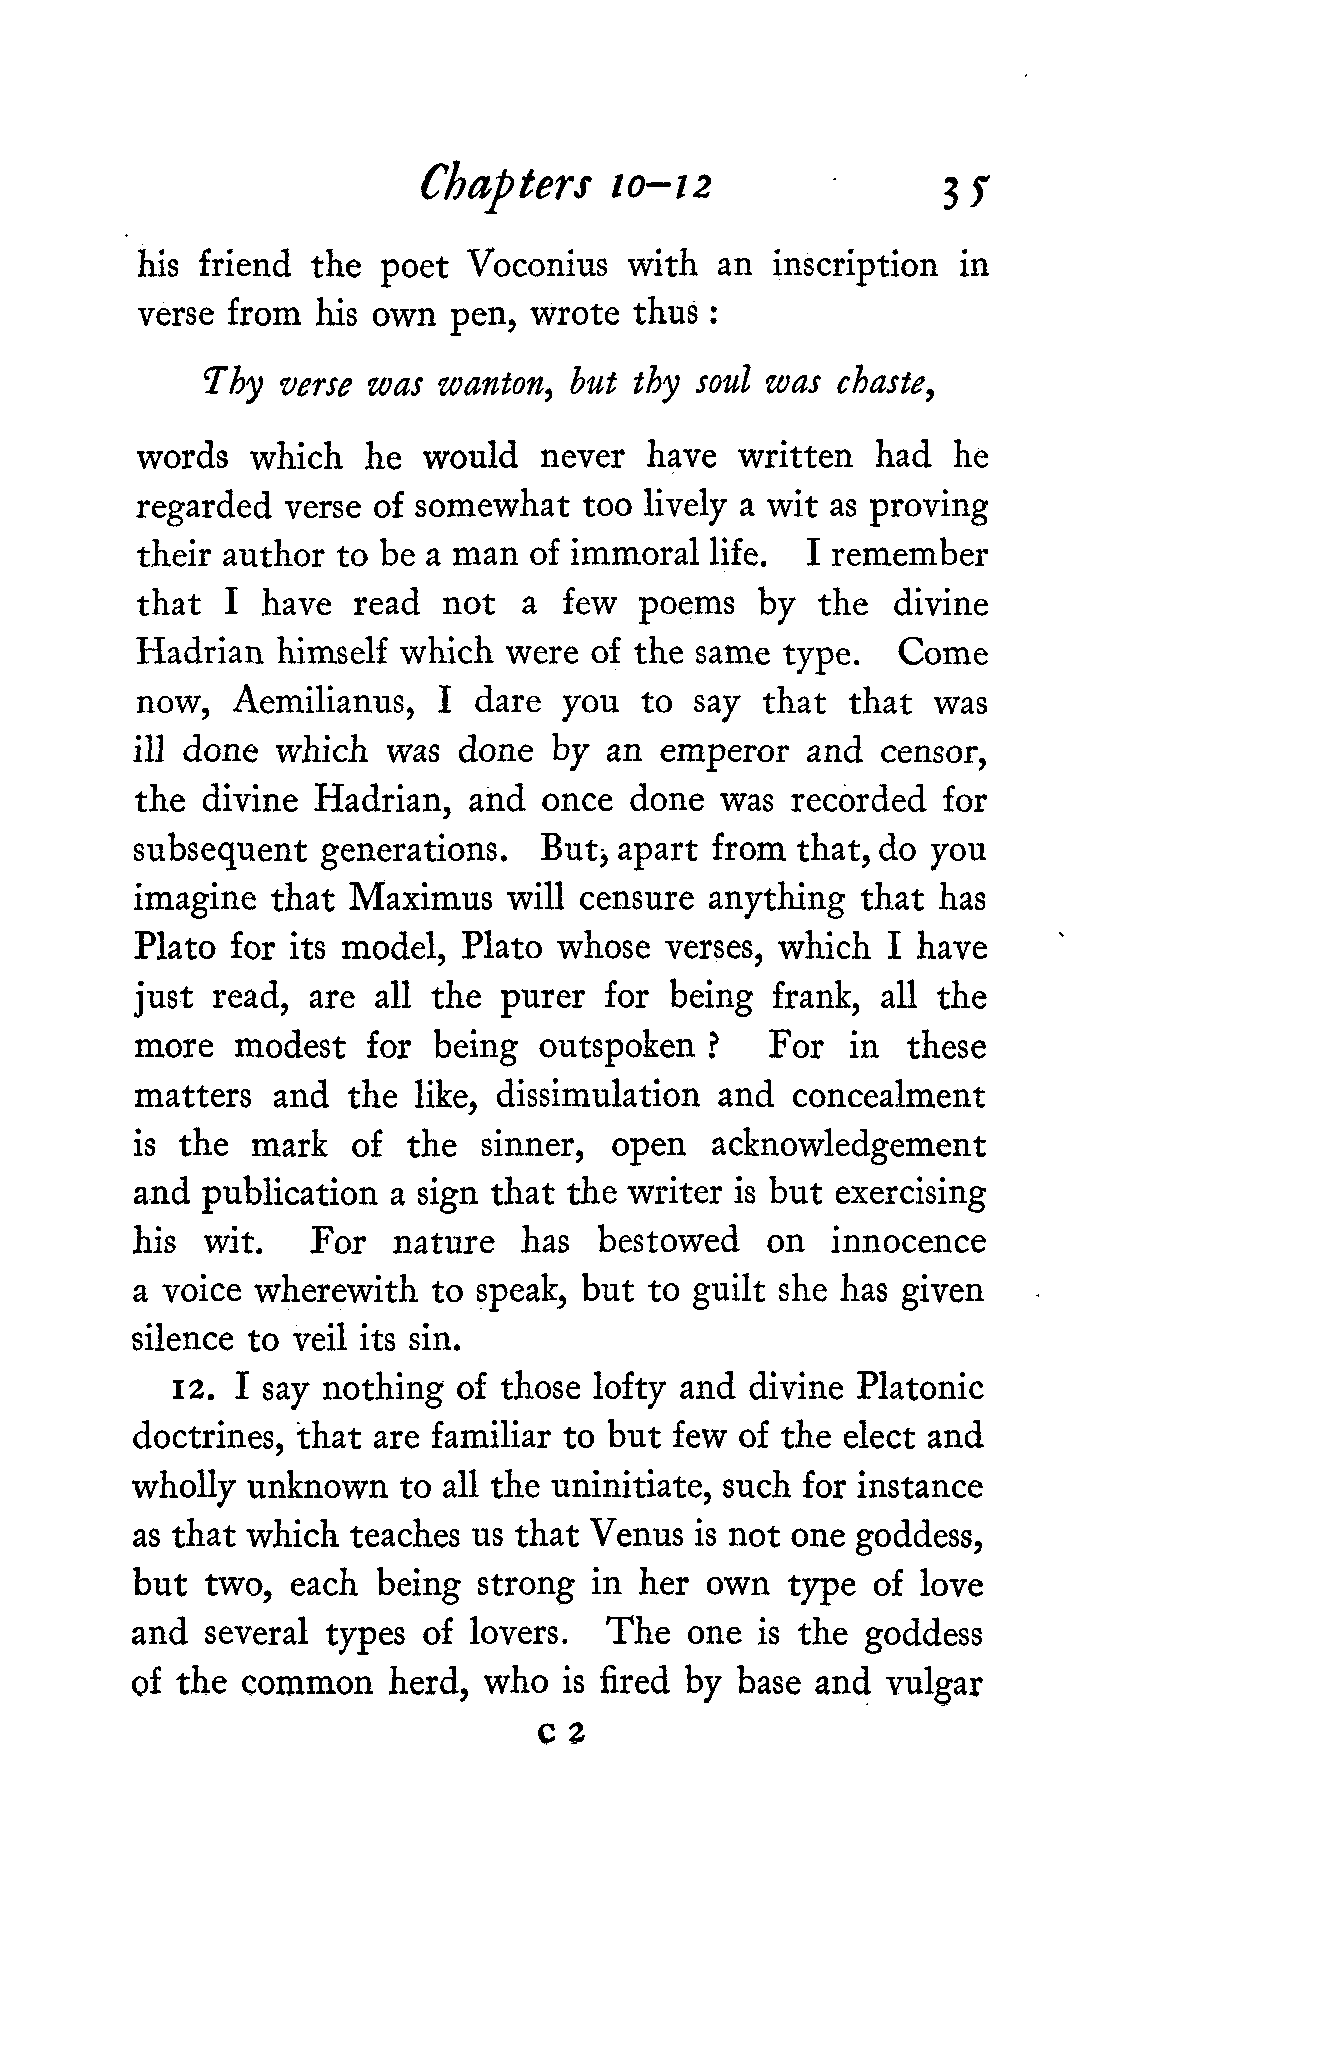 Chapters 10–12 35
his friend the poet Voconius with an inscription in
verse from his own pen, wrote thus :
Thy verse was wanton, but thy soul was chaste,
words which he would never have written had he
regarded verse of somewhat too lively a wit as proving
their author to be a man of immoral life. I remember
that I have read not a few poems by the divine
Hadrian himself which were of the same type. Come
now, Aemilianus, I dare you to say that that was
ill done which was done by an emperor and censor,
the divine Hadrian, and once done was recorded for
subsequent generations. But, apart from that, do you
imagine that Maximus will censure anything that has
Plato for its model, Plato whose verses, which I have
just read, are all the purer for being frank, all the
more modest for being outspoken ? For in these
matters and the like, dissimulation and concealment
is the mark of the sinner, open acknowledgement
and publication a sign that the writer is but exercising
his wit. For nature has bestowed on innocence
a voice wherewith to speak, but to guilt she has given
silence to veil its sin.
12. I say nothing of those lofty and divine Platonic
doctrines, that are familiar to but few of the elect and
wholly unknown to all the uninitiate, such for instance
as that which teaches us that Venus is not one goddess,
but two, each being strong in her own type of love
and several types of lovers. The one is the goddess
of the common herd, who is fired by base and vulgar
C 2